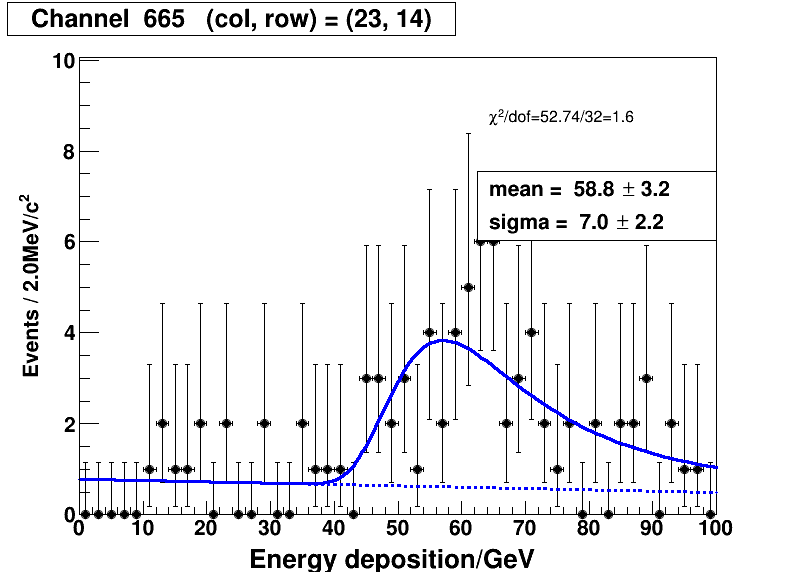 Channel 665 (col, row) = (23, 14)
10
χ²/dof=52.74/32=1.6
8
mean = 58.8 ± 3.2
sigma = 7.0 ± 2.2
6
4
2
0
Events / 2.0MeV/c²
0 10 20 30 40 50 60 70 80 90 100
Energy deposition/GeV